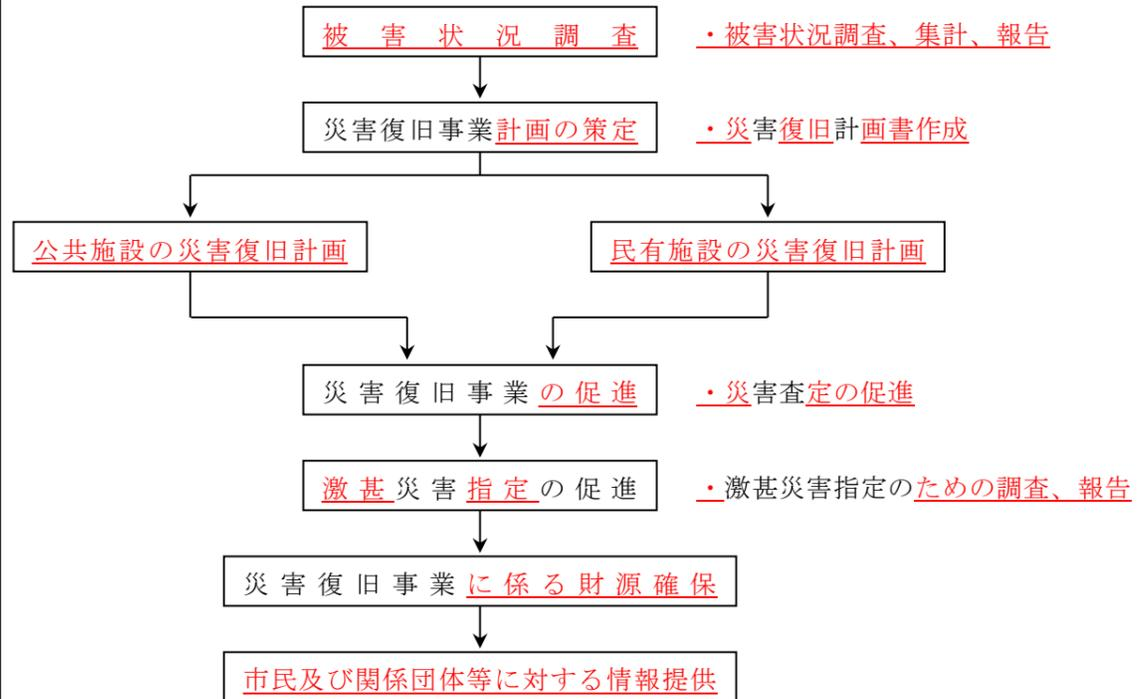 被害状況調査
・被害状況調査、集計、報告
災害復旧事業計画の策定
・災害復旧計画書作成
公共施設の災害復旧計画
民有施設の災害復旧計画
災害復旧事業の促進
・災害査定の促進
激甚災害指定の促進
・激甚災害指定のための調査、報告
災害復旧事業に係る財源確保
市民及び関係団体等に対する情報提供